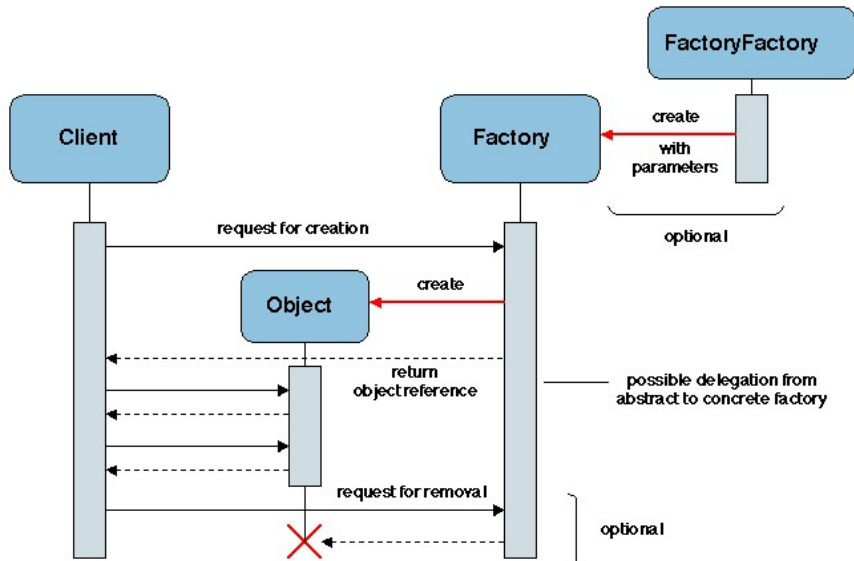 FactoryFactory
Client
Factory
create
with
parameters
optional
request for creation
Object
create
return
object reference
possible delegation from
abstract to concrete factory
request for removal
optional